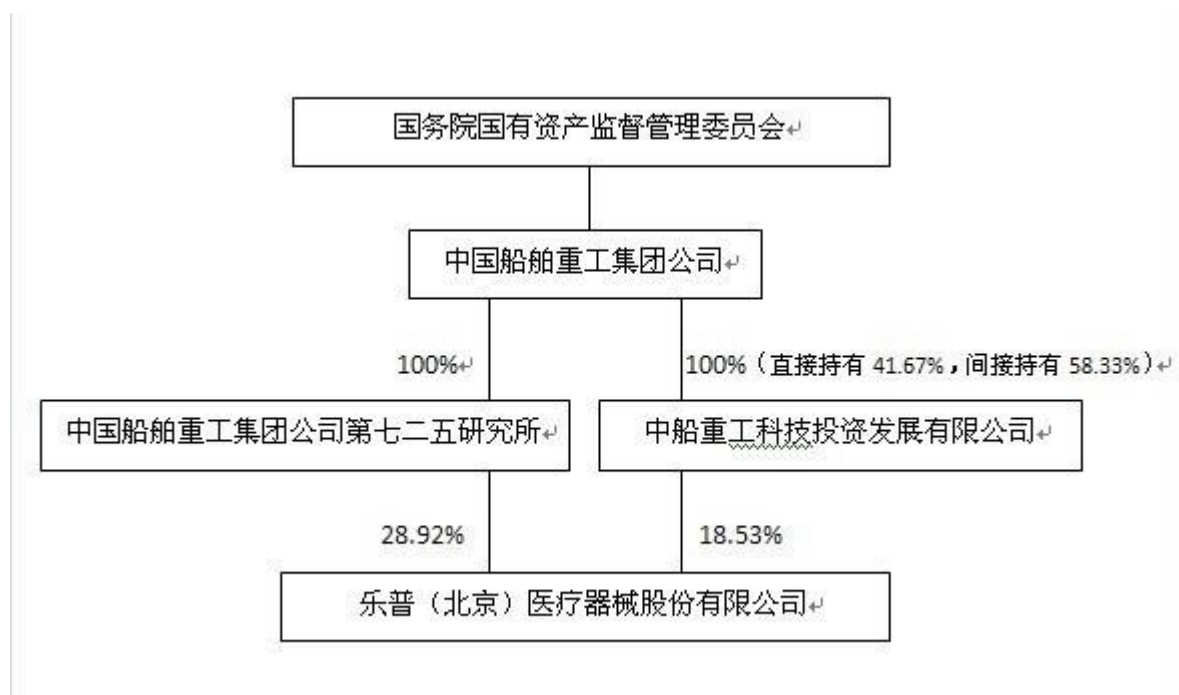 国务院国有资产监督管理委员会
中国船舶重工集团公司
100%
100%（直接持有 41.67%，间接持有 58.33%）
中国船舶重工集团公司第七二五研究所
中船重工科技投资发展有限公司
28.92%
18.53%
乐普（北京）医疗器械股份有限公司